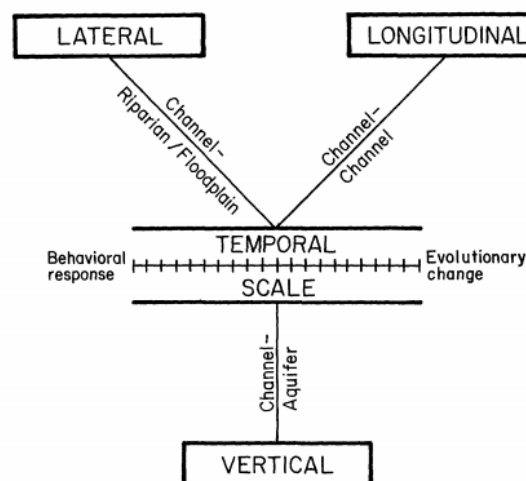 LATERAL
LONGITUDINAL
Channel-
Riparian/Floodplain
Channel-
Channel
TEMPORAL
Behavioral
response
Evolutionary
change
SCALE
Channel-
Aquifer
VERTICAL